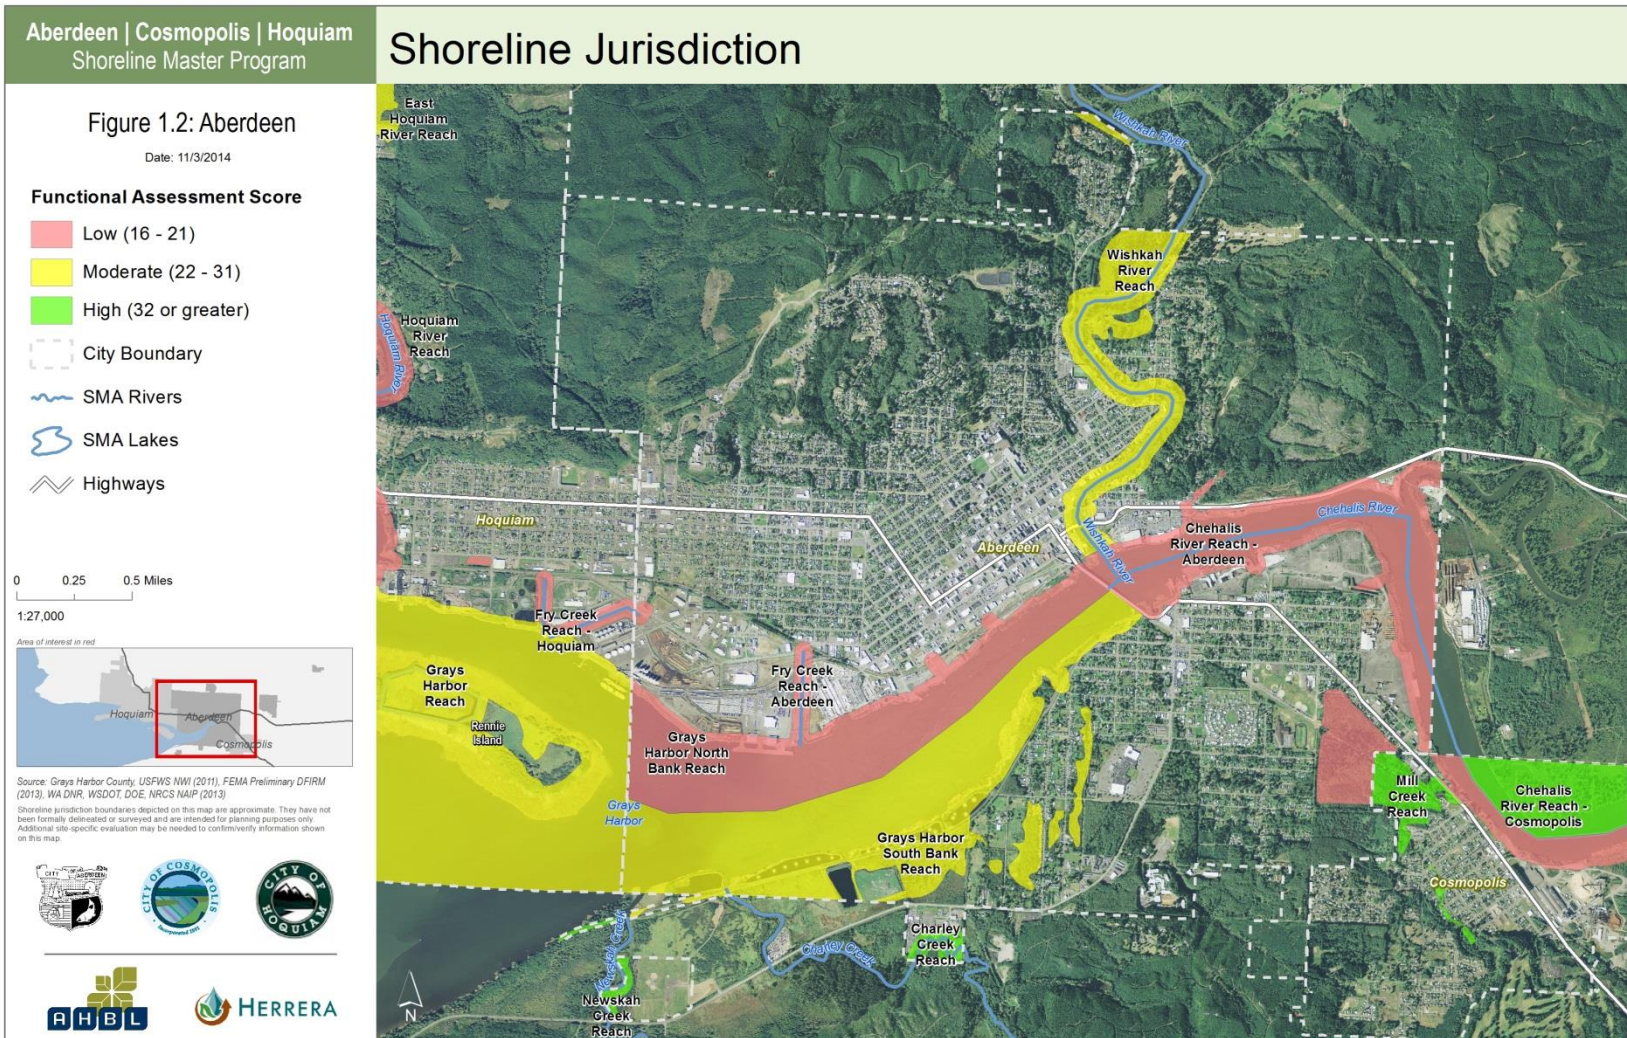 Aberdeen | Cosmopolis | Hoquiam
Shoreline Master Program
Shoreline Jurisdiction
Figure 1.2: Aberdeen
Date: 11/3/2014
Functional Assessment Score
Low (16 - 21)
Moderate (22 - 31)
High (32 or greater)
City Boundary
SMA Rivers
SMA Lakes
Highways
0 0.25 0.5 Miles
1:27,000
Area of interest in red
Hoquiam
Aberdeen
Cosmopolis
Source: Grays Harbor County, USFWS NWI (2011), FEMA Preliminary DFIRM
(2013), WA DNR, WSDOT, DOE, NRCS NAIP (2013)
Shoreline jurisdiction boundaries depicted on this map are approximate. They have not
been formally delineated or surveyed and are intended for planning purposes only.
Additional site-specific evaluation may be needed to confirm/verify information shown
on this map.
CITY OF ABERDEEN
CITY OF COSMOPOLIS
CITY OF HOQUIAM
AHBL
HERRERA
East
Hoquiam
River Reach
Wishkah River
Wishkah
River
Reach
Hoquiam River
Hoquiam
River
Reach
Hoquiam
Aberdeen
Wishkah River
Chehalis
River Reach -
Aberdeen
Chehalis River
Fry Creek
Reach -
Hoquiam
Grays
Harbor
Reach
Rennie
Island
Fry Creek
Reach -
Aberdeen
Grays
Harbor North
Bank Reach
Grays
Harbor
Mill
Creek
Reach
Chehalis
River Reach -
Cosmopolis
Grays Harbor
South Bank
Reach
Cosmopolis
Newskah Creek
Charley Creek
Charley
Creek
Reach
Newskah
Creek
Reach
N